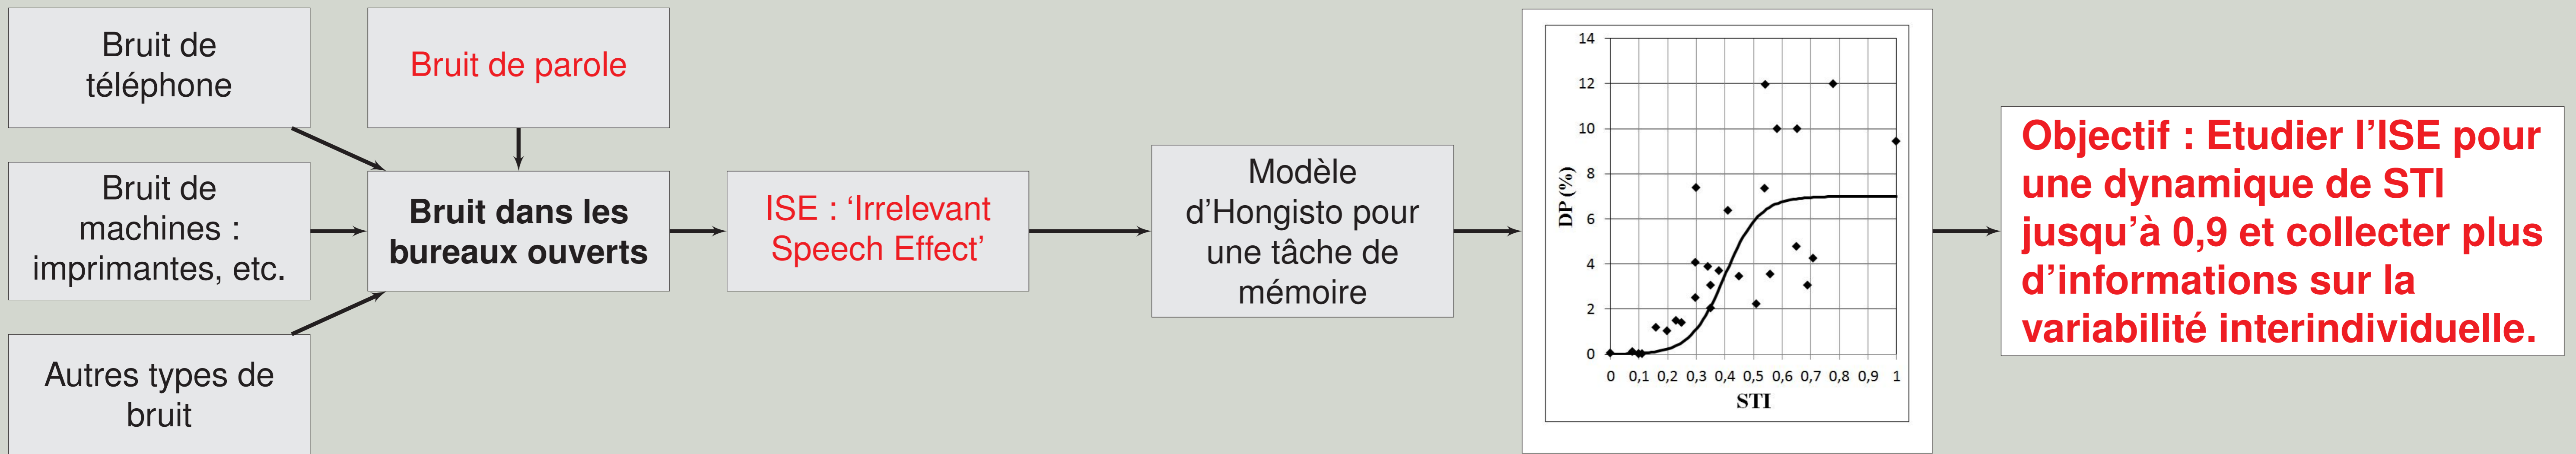 Bruit de
téléphone
Bruit de parole
Bruit de
machines :
imprimantes, etc.
Bruit dans les
bureaux ouverts
Autres types de
bruit
ISE : ‘Irrelevant
Speech Effect’
Modèle
d’Hongisto pour
une tâche de
mémoire
DP (%)
14
12
10
8
6
4
2
0
0 0,1 0,2 0,3 0,4 0,5 0,6 0,7 0,8 0,9 1
STI
Objectif : Etudier l’ISE pour
une dynamique de STI
jusqu’à 0,9 et collecter plus
d’informations sur la
variabilité interindividuelle.